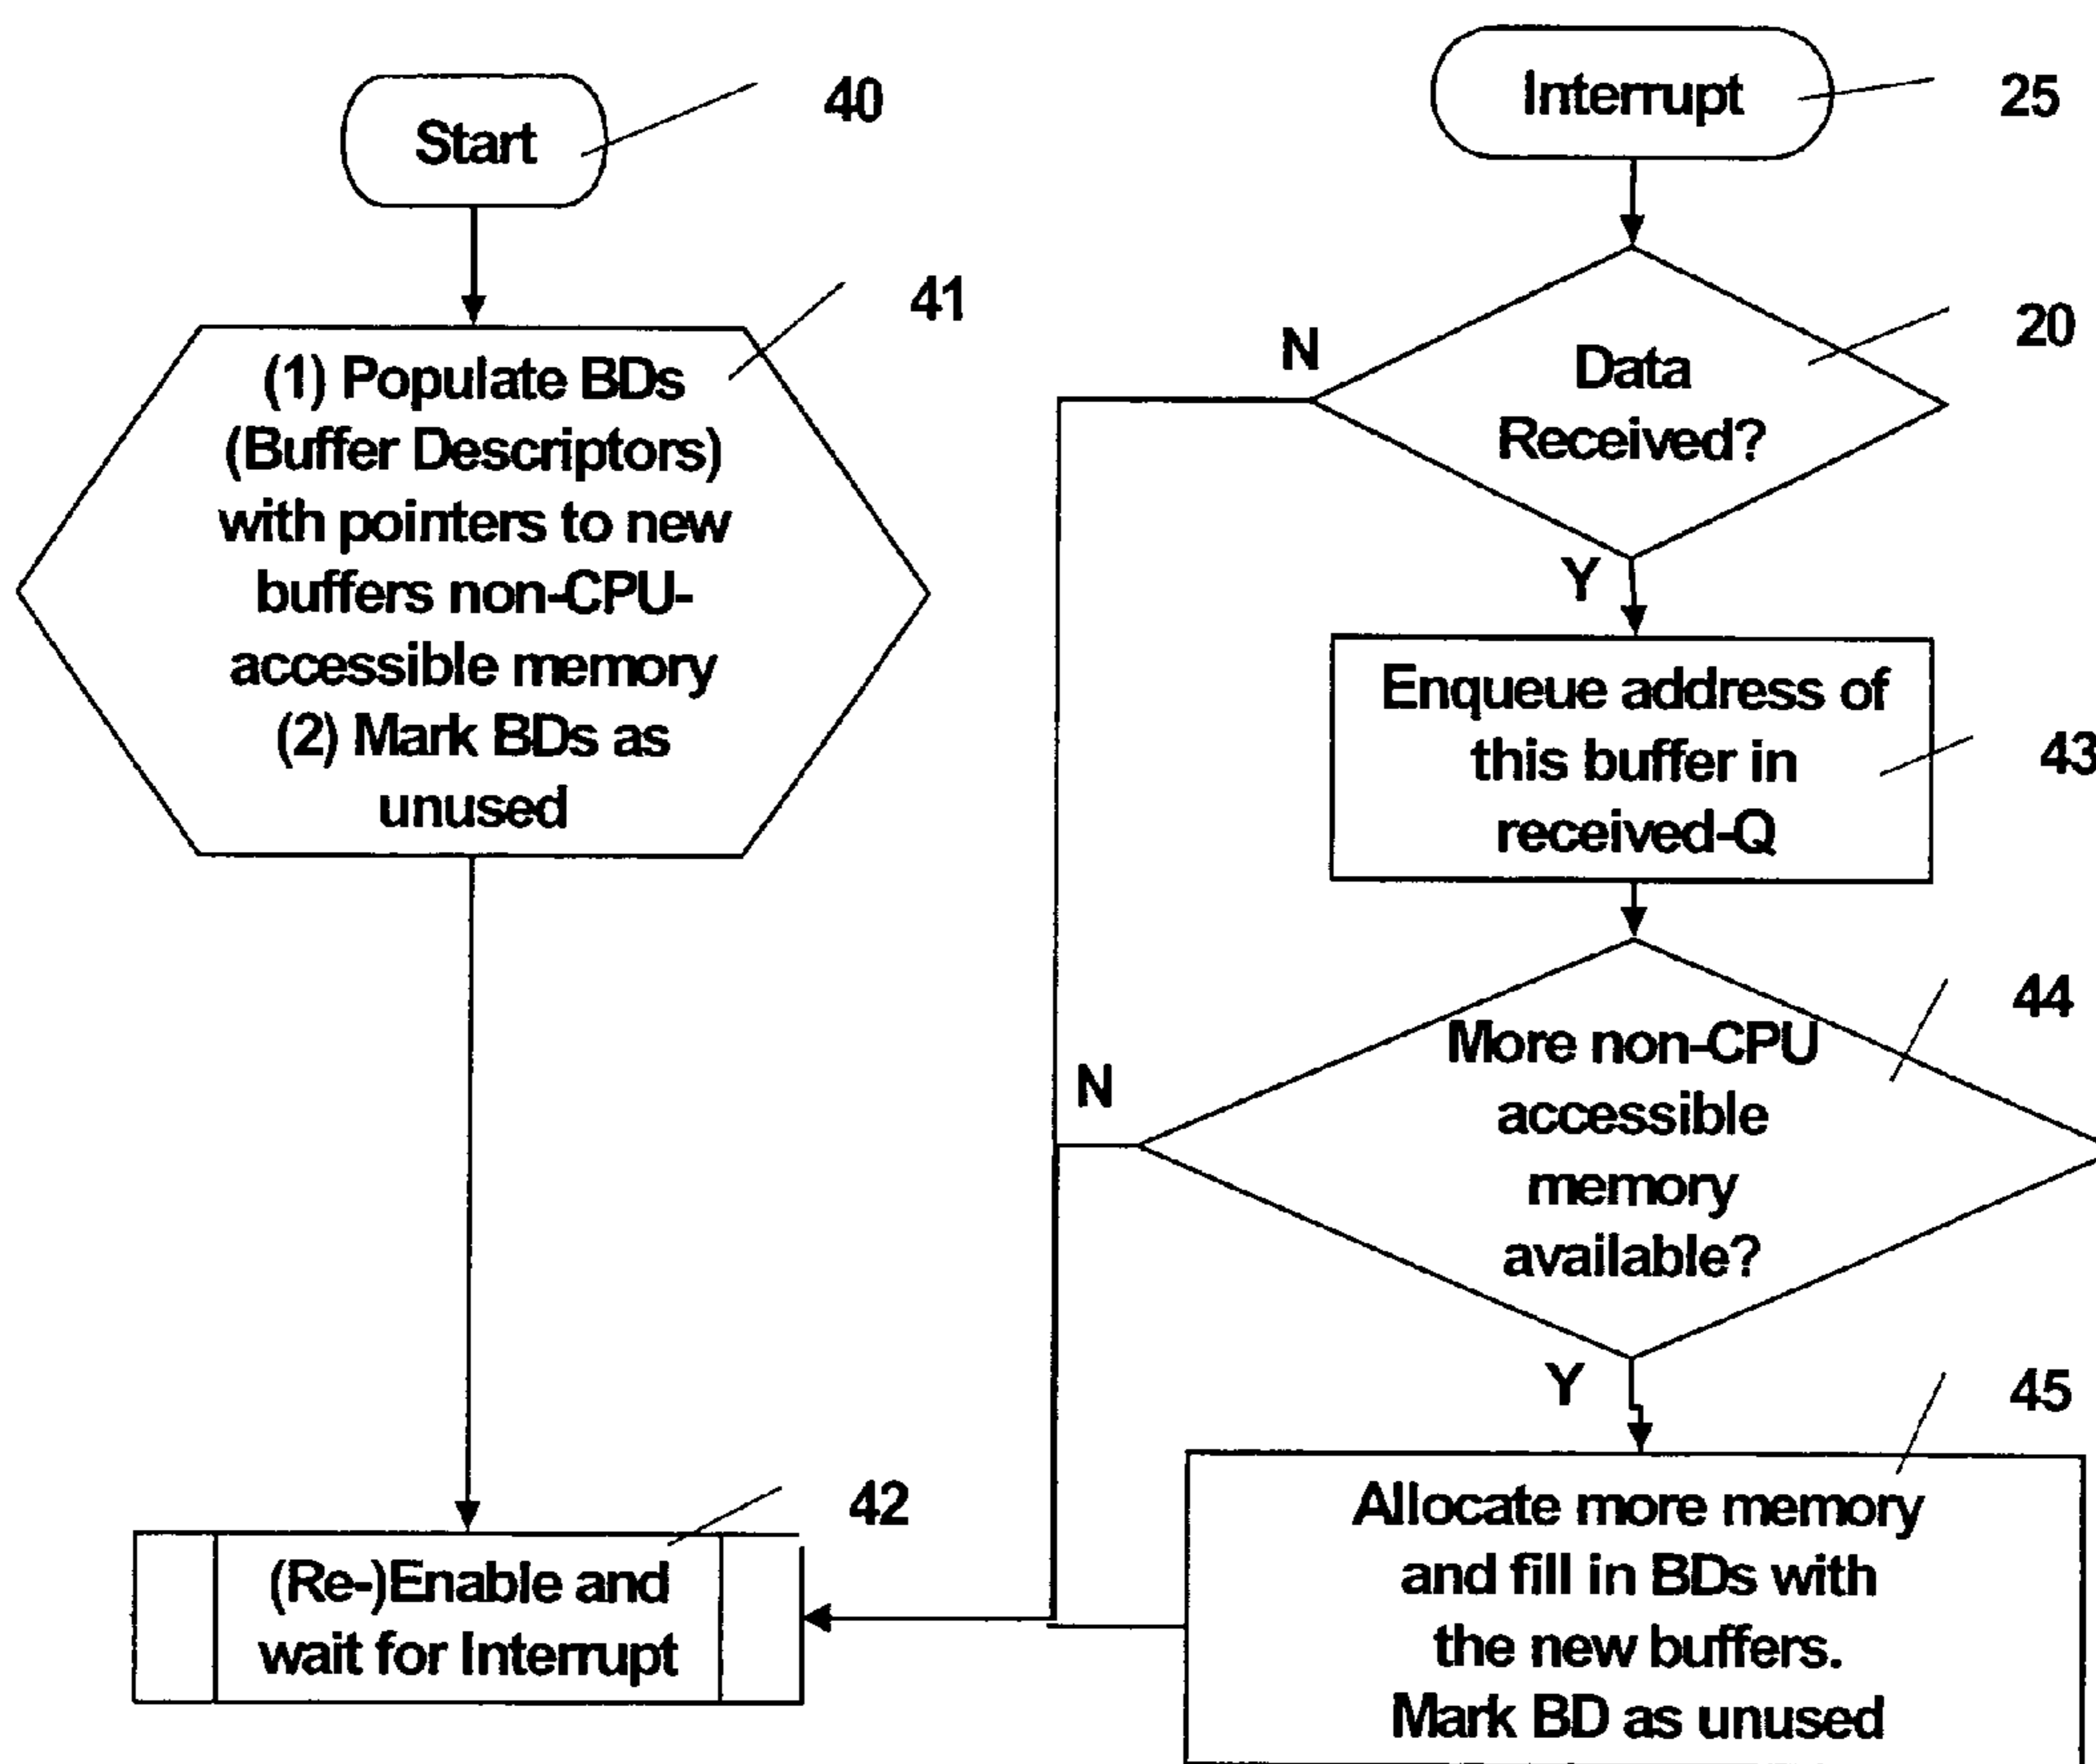 Start
40
(1) Populate BDs
(Buffer Descriptors)
with pointers to new
buffers non-CPU-
accessible memory
(2) Mark BDs as
unused
41
(Re-)Enable and
wait for Interrupt
42
Interrupt
25
Data
Received?
20
N
Y
Enqueue address of
this buffer in
received-Q
43
More non-CPU
accessible
memory
available?
44
N
Y
Allocate more memory
and fill in BDs with
the new buffers.
Mark BD as unused
45